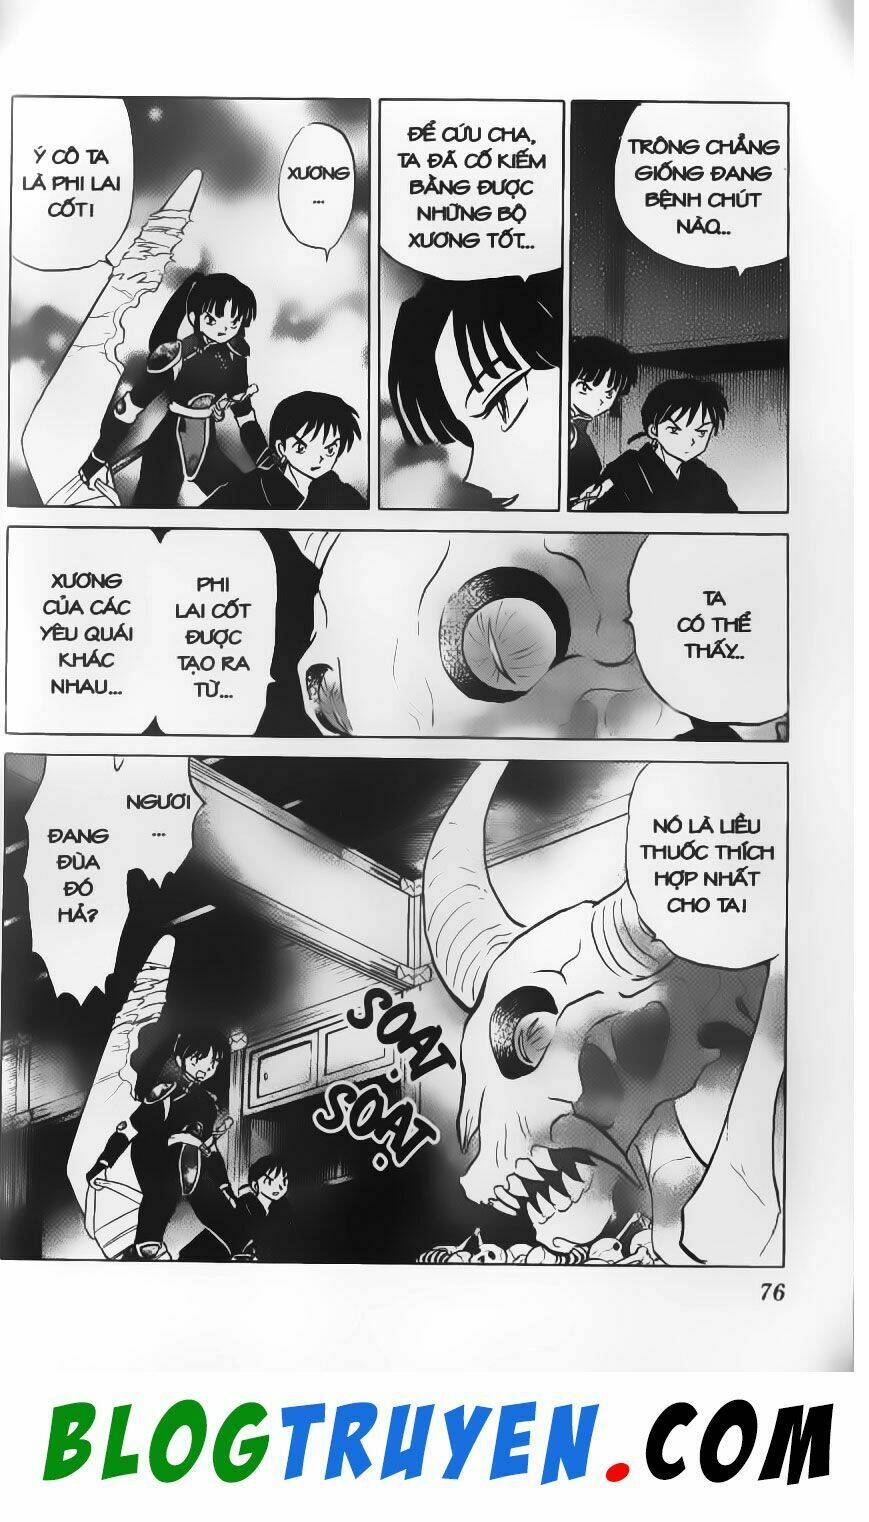 TRÔNG CHẲNG
GIỐNG ĐANG
BỆNH CHÚT
NÀO...
ĐỂ CỨU CHA,
TA ĐÃ CỐ KIẾM
BẰNG ĐƯỢC
NHỮNG BỘ
XƯƠNG TỐT...
XƯƠNG
...
Ý CÔ TA
LÀ PHI LAI
CỐT!
TA
CÓ THỂ
THẤY...
PHI
LAI CỐT
ĐƯỢC
TẠO RA
TỪ...
XƯƠNG
CỦA CÁC
YÊU QUÁI
KHÁC
NHAU...
NÓ LÀ LIỀU
THUỐC THÍCH
HỢP NHẤT
CHO TA!
NGƯƠI
...
ĐANG
ĐÙA
ĐÓ
HẢ?
SOẠT
SOẠT
76
BLOGTRUYEN.COM